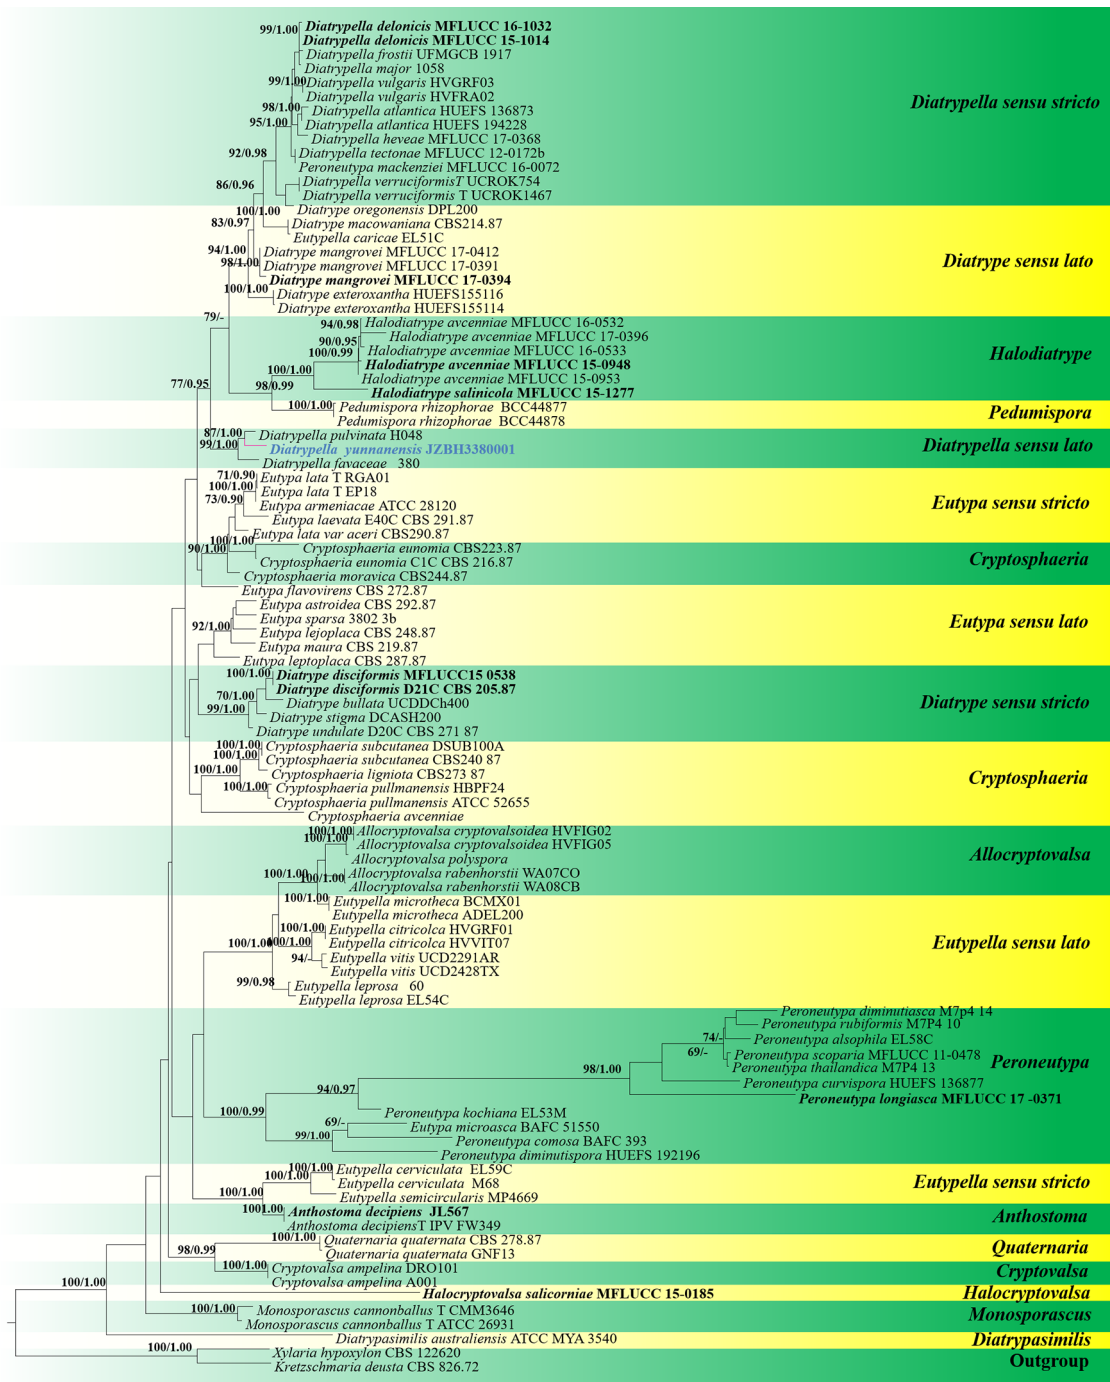 99/1.00
Diatrypella delonicis MFLUCC 16-1032
Diatrypella delonicis MFLUCC 15-1014
Diatrypella frostii UFMGCB 1917
Diatrypella major 1058
99/1.00
Diatrypella vulgaris HVGRF03
Diatrypella vulgaris HVFRA02
Diatrypella sensu stricto
98/1.00
Diatrypella atlantica HUEFS 136873
95/1.00
Diatrypella atlantica HUEFS 194228
Diatrypella heveae MFLUCC 17-0368
92/0.98
Diatrypella tectonae MFLUCC 12-0172b
Peroneutypa mackenziei MFLUCC 16-0072
86/0.96
Diatrypella verruciformisT UCROK754
Diatrypella verruciformis T UCROK1467
100/1.00
Diatrype oregonensis DPL200
83/0.97
Diatrype macowaniana CBS214.87
Eutypella caricae EL51C
94/1.00
Diatrype mangrovei MFLUCC 17-0412
98/1.00
Diatrype mangrovei MFLUCC 17-0391
Diatrype sensu lato
Diatrype mangrovei MFLUCC 17-0394
100/1.00
Diatrype exteroxantha HUEFS155116
Diatrype exteroxantha HUEFS155114
79/-
94/0.98
Halodiatrype avcenniae MFLUCC 16-0532
Halodiatrype avcenniae MFLUCC 17-0396
90/0.95
100/0.99
Halodiatrype avcenniae MFLUCC 16-0533
Halodiatrype
100/1.00
Halodiatrype avcenniae MFLUCC 15-0948
Halodiatrype avcenniae MFLUCC 15-0953
77/0.95
98/0.99
Halodiatrype salinicola MFLUCC 15-1277
100/1.00
Pedumispora rhizophorae BCC44877
Pedumispora
Pedumispora rhizophorae BCC44878
87/1.00
Diatrypella pulvinata H048
99/1.00
Diatrypella yunnanensis JZBH3380001
Diatrypella sensu lato
Diatrypella favaceae 380
71/0.90
Eutypa lata T RGA01
100/1.00
Eutypa lata T EP18
73/0.90
Eutypa armeniacae ATCC 28120
Eutypa sensu stricto
Eutypa laevata E40C CBS 291.87
Eutypa lata var aceri CBS290.87
100/1.00
90/1.00
Cryptosphaeria eunomia CBS223.87
Cryptosphaeria eunomia C1C CBS 216.87
Cryptosphaeria
Cryptosphaeria moravica CBS244.87
Eutypa flavovirens CBS 272.87
Eutypa astroidea CBS 292.87
Eutypa sparsa 3802 3b
92/1.00
Eutypa lejoplaca CBS 248.87
Eutypa sensu lato
Eutypa maura CBS 219.87
Eutypa leptoplaca CBS 287.87
100/1.00
Diatrype disciformis MFLUCC15 0538
Diatrype disciformis D21C CBS 205.87
70/1.00
Diatrype bullata UCDDCh400
Diatrype sensu stricto
99/1.00
Diatrype stigma DCASH200
Diatrype undulate D20C CBS 271 87
100/1.00
Cryptosphaeria subcutanea DSUB100A
100/1.00
Cryptosphaeria subcutanea CBS240 87
100/1.00
Cryptosphaeria ligniota CBS273 87
Cryptosphaeria
100/1.00
Cryptosphaeria pullmanensis HBPF24
Cryptosphaeria pullmanensis ATCC 52655
Cryptosphaeria avcenniae
100/1.00
Allocryptovalsa cryptovalsoidea HVFIG02
100/1.00
Allocryptovalsa cryptovalsoidea HVFIG05
Allocryptovalsa polyspora
Allocryptovalsa
100/1.00
100/1.00
Allocryptovalsa rabenhorstii WA07CO
Allocryptovalsa rabenhorstii WA08CB
100/1.00
Eutypella microtheca BCMX01
Eutypella microtheca ADEL200
100/1.00
Eutypella citricolca HVGRF01
100/1.00
100/1.00
Eutypella citricolca HVVIT07
Eutypella sensu lato
94/-
Eutypella vitis UCD2291AR
Eutypella vitis UCD2428TX
99/0.98
Eutypella leprosa 60
Eutypella leprosa EL54C
Peroneutypa diminutiasca M7p4 14
Peroneutypa rubiformis M7P4 10
74/-
Peroneutypa alsophila EL58C
69/-
Peroneutypa scoparia MFLUCC 11-0478
Peroneutypa
98/1.00
Peroneutypa thailandica M7P4 13
Peroneutypa curvispora HUEFS 136877
94/0.97
Peroneutypa longiasca MFLUCC 17 -0371
100/0.99
Peroneutypa kochiana EL53M
69/-
Eutypa microasca BAFC 51550
99/1.00
Peroneutypa comosa BAFC 393
Peroneutypa diminutispora HUEFS 192196
100/1.00
Eutypella cerviculata EL59C
100/1.00
Eutypella cerviculata M68
Eutypella sensu stricto
100/1.00
Eutypella semicircularis MP4669
1001.00
Anthostoma decipiens JL567
Anthostoma
Anthostoma decipiensT IPV FW349
100/1.00
Quaternaria quaternata CBS 278.87
98/0.99
Quaternaria quaternata GNF13
Quaternaria
100/1.00
Cryptovalsa ampelina DRO101
Cryptovalsa
Cryptovalsa ampelina A001
100/1.00
Halocryptovalsa salicorniae MFLUCC 15-0185
Halocryptovalsa
100/1.00
Monosporascus cannonballus T CMM3646
Monosporascus
Monosporascus cannonballus T ATCC 26931
Diatrypasimilis australiensis ATCC MYA 3540
Diatrypasimilis
100/1.00
Xylaria hypoxylon CBS 122620
Outgroup
Kretzschmaria deusta CBS 826.72